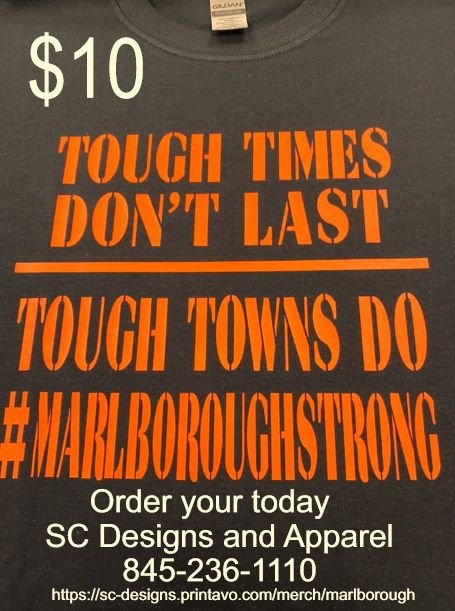 GILDAN
$10
TOUGH TIMES
DON'T LAST
TOUGH TOWNS DO
#MARLBOROUGHSTRONG
Order your today
SC Designs and Apparel
845-236-1110
https://sc-designs.printavo.com/merch/marlborough